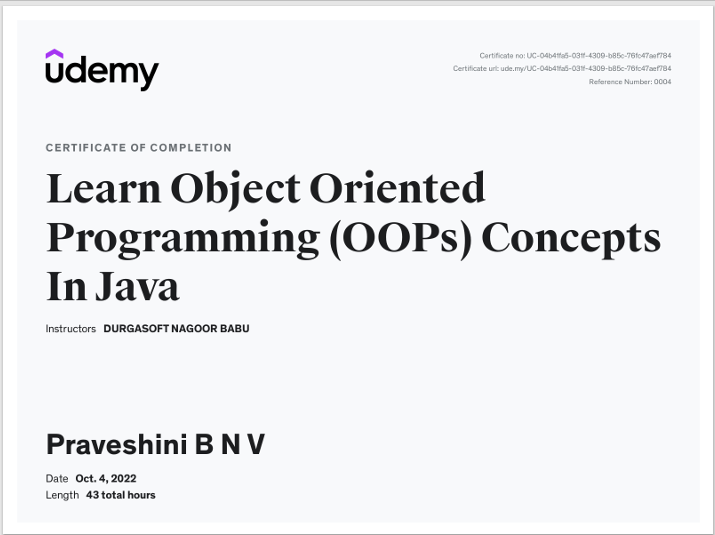 udemy
Certificate no: UC-04b41fa5-031f-4309-b85c-76fc47aef784
Certificate url: ude.my/UC-04b41fa5-031f-4309-b85c-76fc47aef784
Reference Number: 0004
CERTIFICATE OF COMPLETION
Learn Object Oriented
Programming (OOPs) Concepts
In Java
Instructors DURGASOFT NAGOOR BABU
Praveshini B N V
Date Oct. 4, 2022
Length 43 total hours